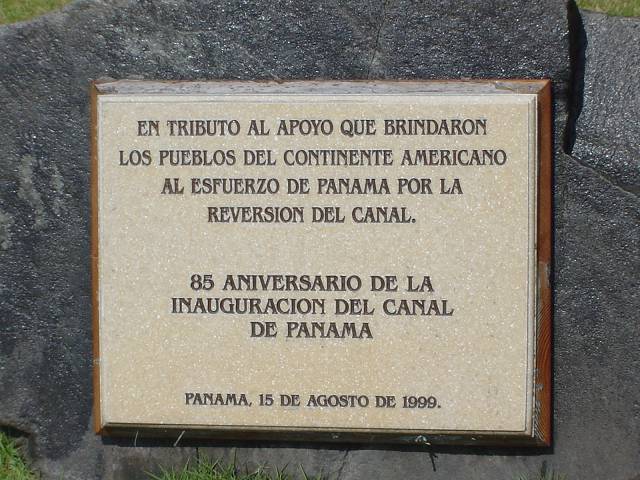 EN TRIBUTO AL APOYO QUE BRINDARON
LOS PUEBLOS DEL CONTINENTE AMERICANO
AL ESFUERZO DE PANAMA POR LA
REVERSION DEL CANAL.
85 ANIVERSARIO DE LA
INAUGURACION DEL CANAL
DE PANAMA
PANAMA, 15 DE AGOSTO DE 1999.